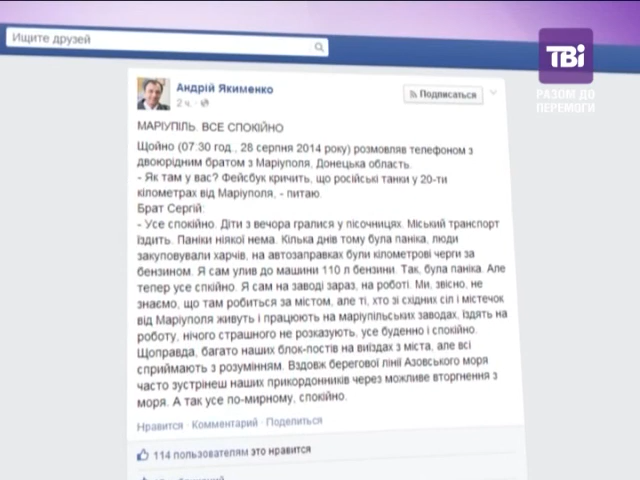 Ищите друзей
ТВі
РАЗОМ ДО
ПЕРЕМОГИ
Андрій Якименко
2 ч. ·
Подписаться
МАРІУПІЛЬ. ВСЕ СПОКІЙНО
Щойно (07:30 год., 28 серпня 2014 року) розмовляв телефоном з
двоюрідним братом з Маріуполя, Донецька область.
- Як там у вас? Фейсбук кричить, що російські танки у 20-ти
кілометрах від Маріуполя, - питаю.
Брат Сергій:
- Усе спокійно. Діти з вечора гралися у пісочницях. Міський транспорт
їздить. Паніки ніякої нема. Кілька днів тому була паніка, люди
закуповували харчів, на автозаправках були кілометрові черги за
бензином. Я сам улив до машини 110 л бензини. Так, була паніка. Але
тепер усе спкійно. Я сам на заводі зараз, на роботі. Ми, звісно, не
знаємо, що там робиться за містом, але ті, хто зі східних сіл і містечок
від Маріуполя живуть і працюють на маріупільських заводах, їздять на
роботу, нічого страшного не розказують, усе буденно і спокійно.
Щоправда, багато наших блок-постів на виїздах з міста, але всі
сприймають з розумінням. Вздовж берегової лінії Азовського моря
часто зустрінеш наших прикордонників через можливе вторгнення з
моря. А так усе по-мирному, спокійно.
Нравится · Комментарий · Поделиться
114 пользователям это нравится